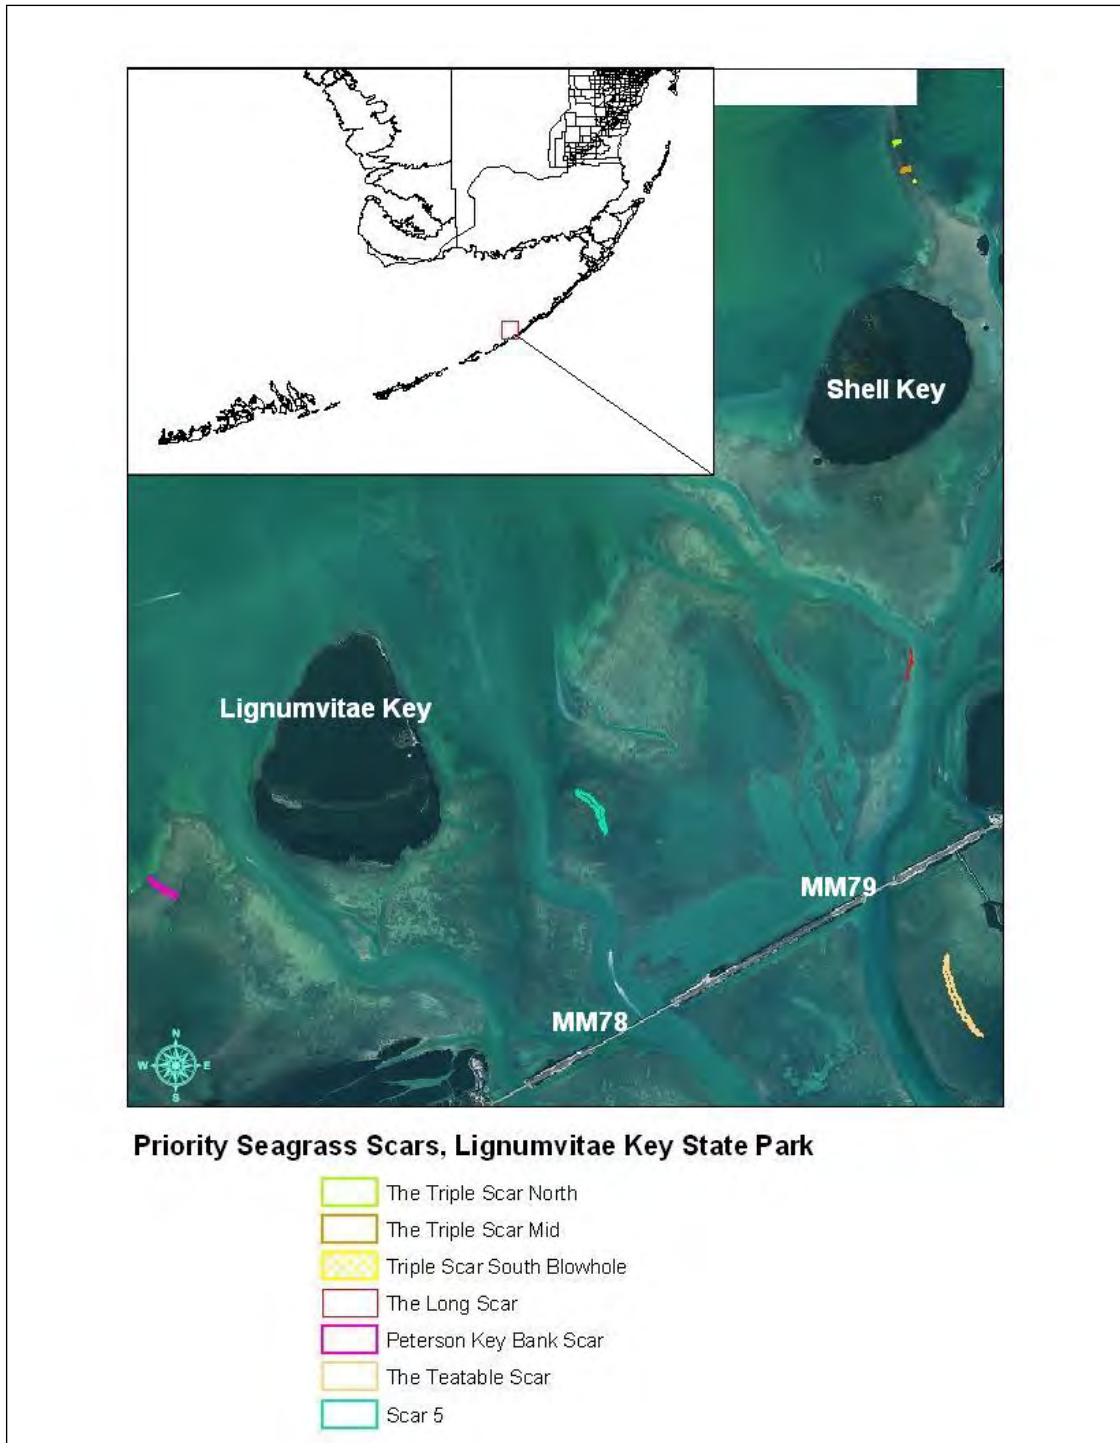 Shell Key
Lignumvitae Key
MM79
MM78
N
W E
S
Priority Seagrass Scars, Lignumvitae Key State Park
The Triple Scar North
The Triple Scar Mid
Triple Scar South Blowhole
The Long Scar
Peterson Key Bank Scar
The Teatable Scar
Scar 5